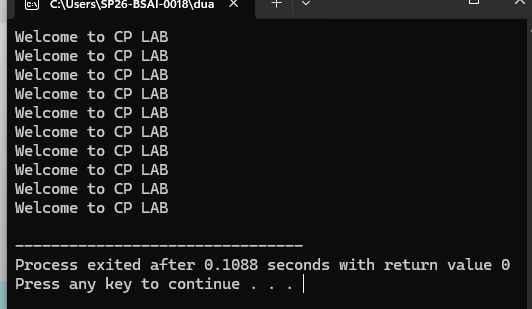 C:\Users\SP26-BSAI-0018\dua
Welcome to CP LAB
Welcome to CP LAB
Welcome to CP LAB
Welcome to CP LAB
Welcome to CP LAB
Welcome to CP LAB
Welcome to CP LAB
Welcome to CP LAB
Welcome to CP LAB
Welcome to CP LAB
--------------------------------
Process exited after 0.1088 seconds with return value 0
Press any key to continue . . .